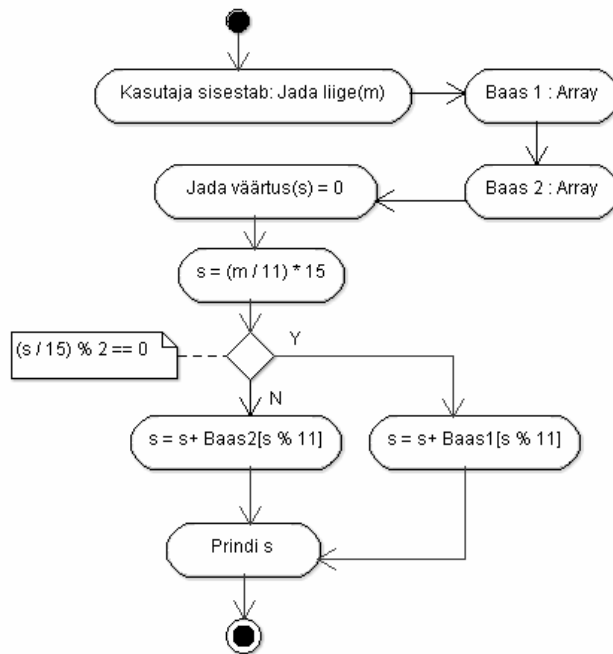 Kasutaja sisestab: Jada liige(m)
Baas 1 : Array
Jada väärtus(s) = 0
Baas 2 : Array
s = (m / 11) * 15
(s / 15) % 2 == 0
Y
N
s = s+ Baas2[s % 11]
s = s+ Baas1[s % 11]
Prindi s